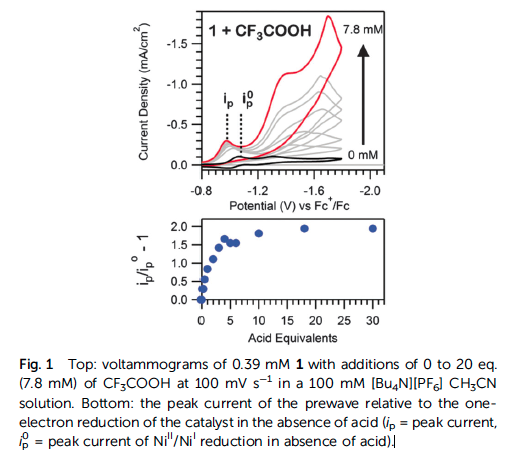 1 + CF₃COOH
7.8 mM
Current Density (mA/cm²)
-1.5
-1.0
-0.5
0.0
iₚ
iₚ⁰
0 mM
-0.8
-1.2
-1.6
-2.0
Potential (V) vs Fc⁺/Fc
iₚ/iₚ⁰ - 1
2.0
1.5
1.0
0.5
0.0
0
5
10
15
20
25
30
Acid Equivalents
Fig. 1 Top: voltammograms of 0.39 mM 1 with additions of 0 to 20 eq.
(7.8 mM) of CF₃COOH at 100 mV s⁻¹ in a 100 mM [Bu₄N][PF₆] CH₃CN
solution. Bottom: the peak current of the prewave relative to the one-
electron reduction of the catalyst in the absence of acid (iₚ = peak current,
iₚ⁰ = peak current of Niᴵᴵ/Niᴵ reduction in absence of acid).